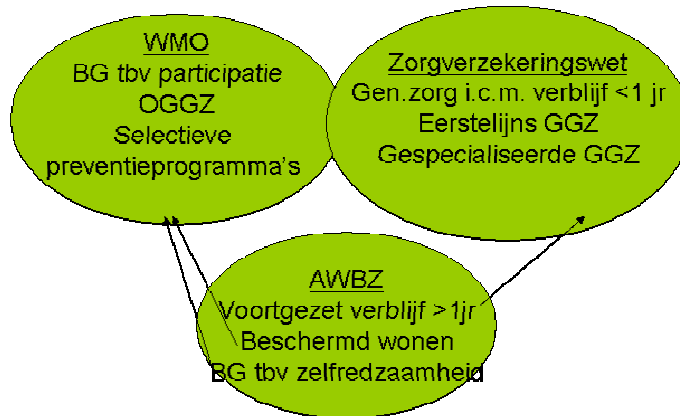 WMO
BG tbv participatie
OGGZ
Selectieve
preventieprogramma's
Zorgverzekeringswet
Gen.zorg i.c.m. verblijf <1 jr
Eerstelijns GGZ
Gespecialiseerde GGZ
AWBZ
Voortgezet verblijf >1jr
Beschermd wonen
BG tbv zelfredzaamheid